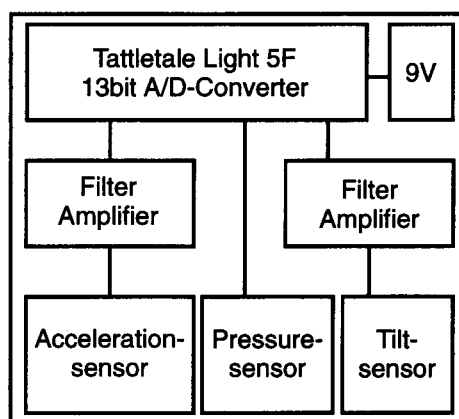 Tattletale Light 5F
13bit A/D-Converter
9V
Filter
Amplifier
Filter
Amplifier
Acceleration-
sensor
Pressure-
sensor
Tilt-
sensor